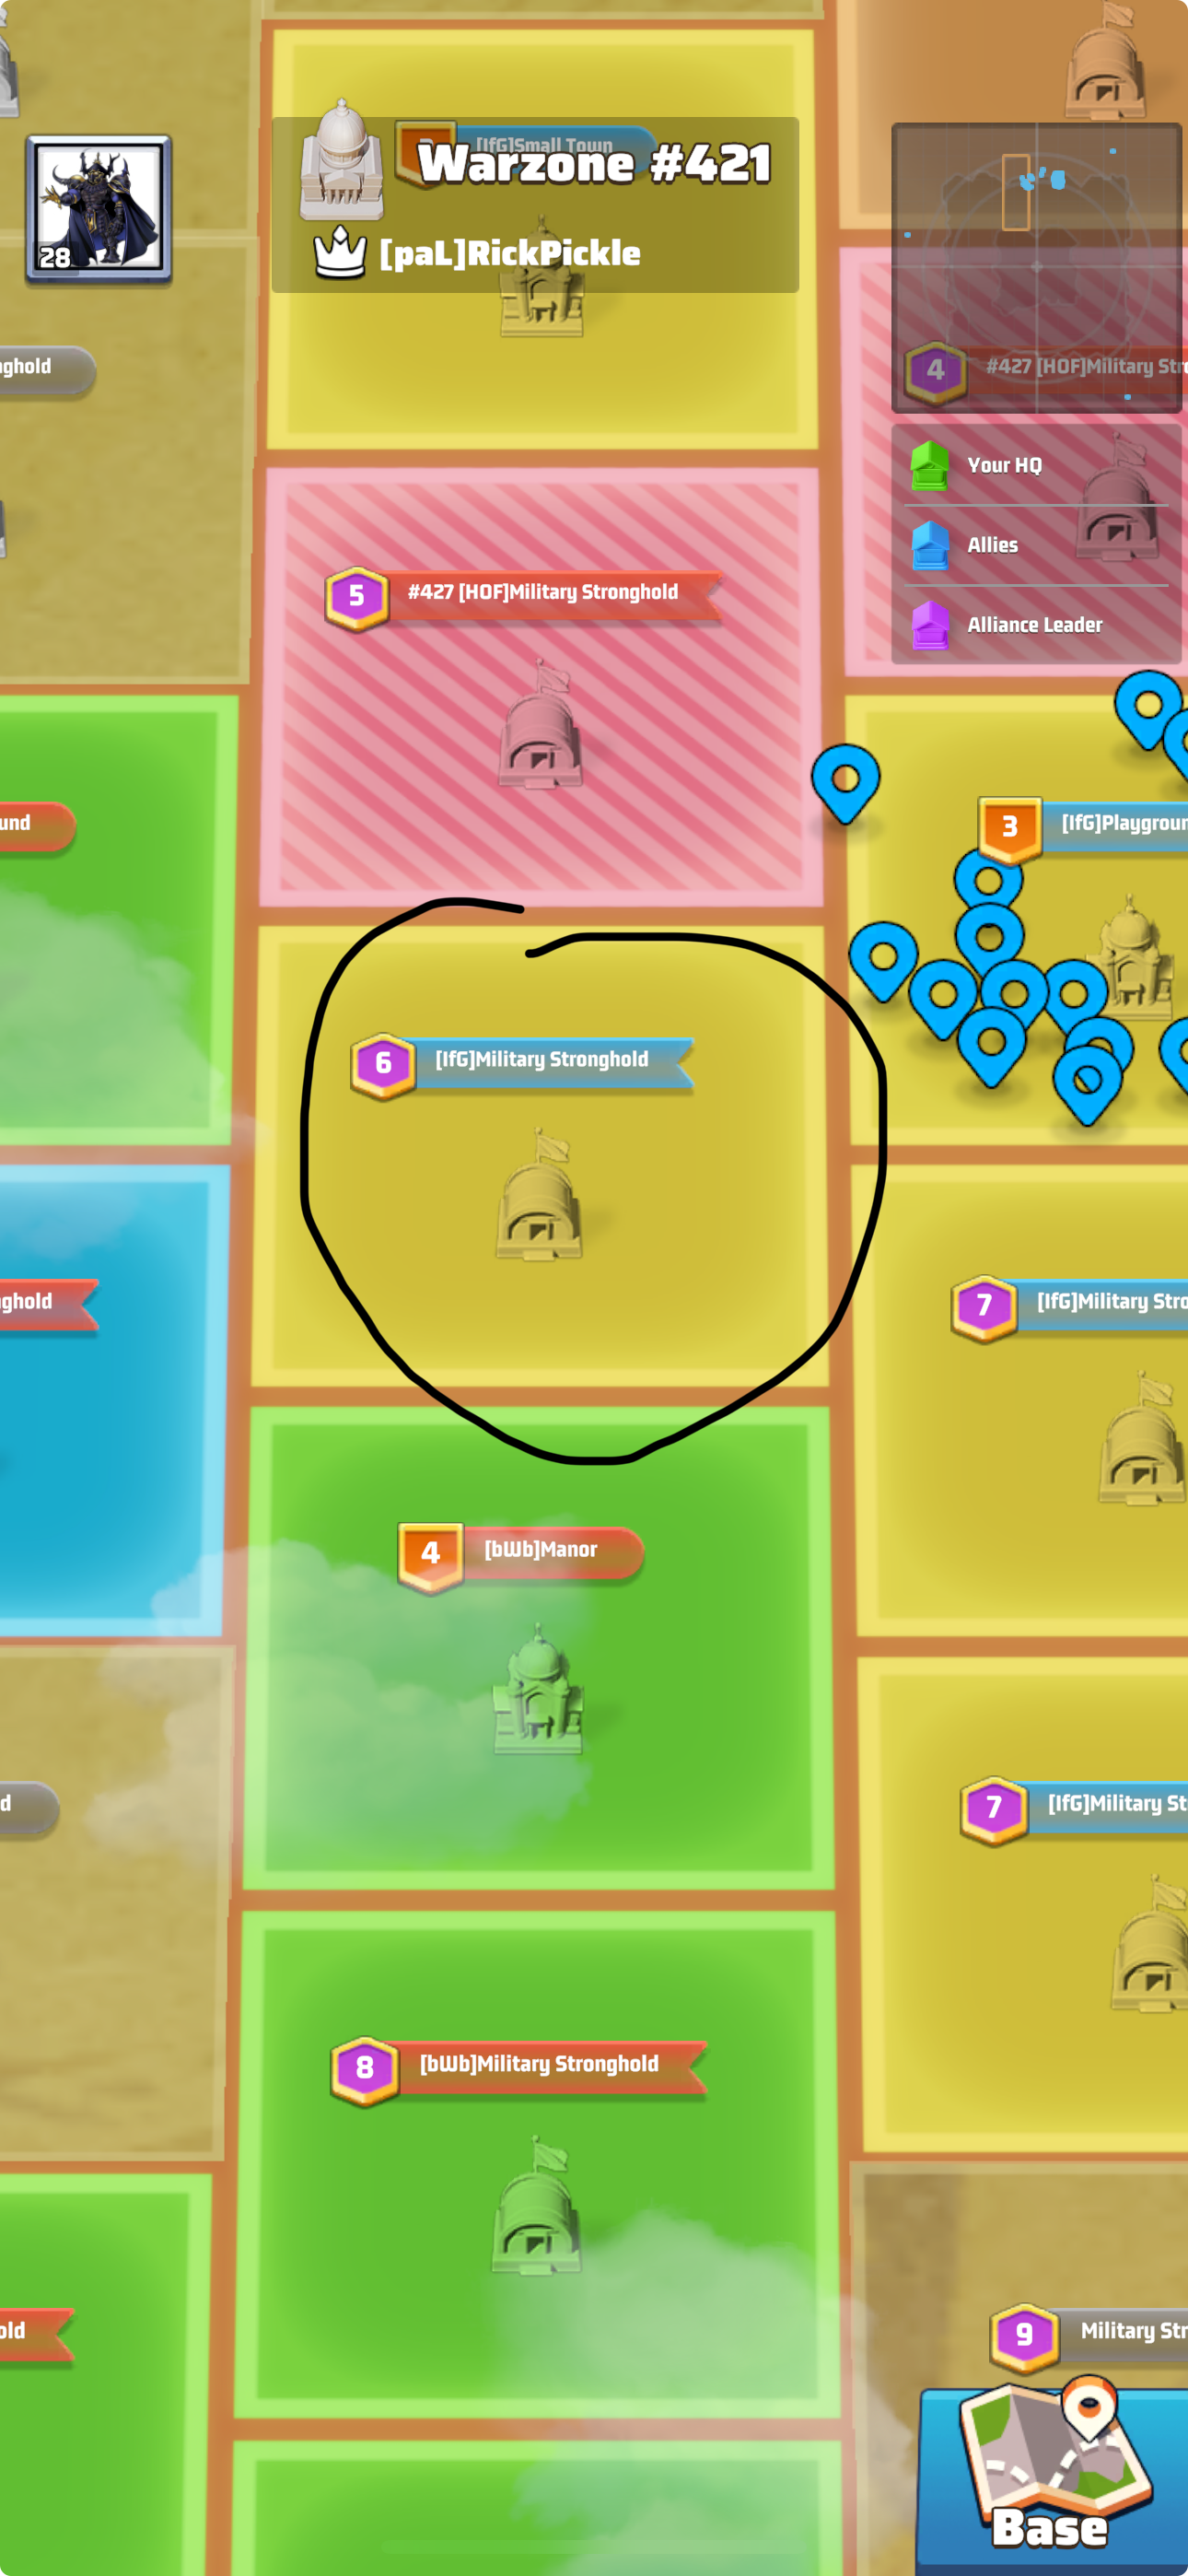 [IfG]Small Town
Warzone #421
[paL]RickPickle
28
4
#427 [HOF]Military Str
Your HQ
Allies
Alliance Leader
5
#427 [HOF]Military Stronghold
3
[IfG]Playgroun
6
[IfG]Military Stronghold
7
[IfG]Military Stro
4
[bWb]Manor
7
[IfG]Military St
8
[bWb]Military Stronghold
9
Military Str
Base
ghold
und
ghold
d
old